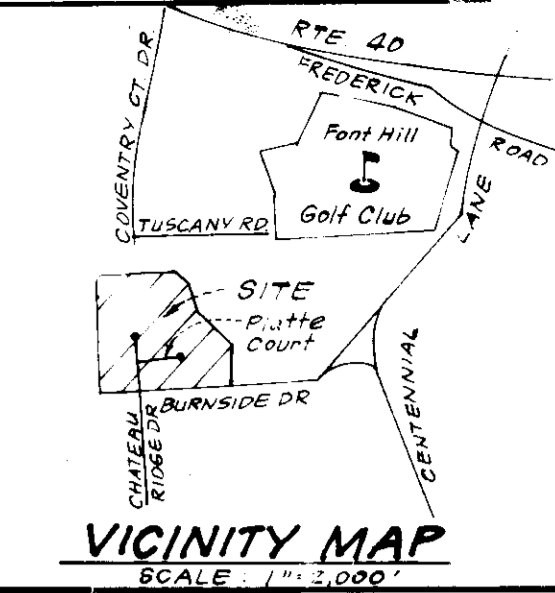 RTE. 40
FREDERICK
ROAD
COVENTRY CT. DR.
Font Hill
Golf Club
LANE
TUSCANY RD.
SITE
Platte
Court
BURNSIDE DR
CHATEAU
RIDGE DR
CENTENNIAL
VICINITY MAP
SCALE : 1"= 2,000'